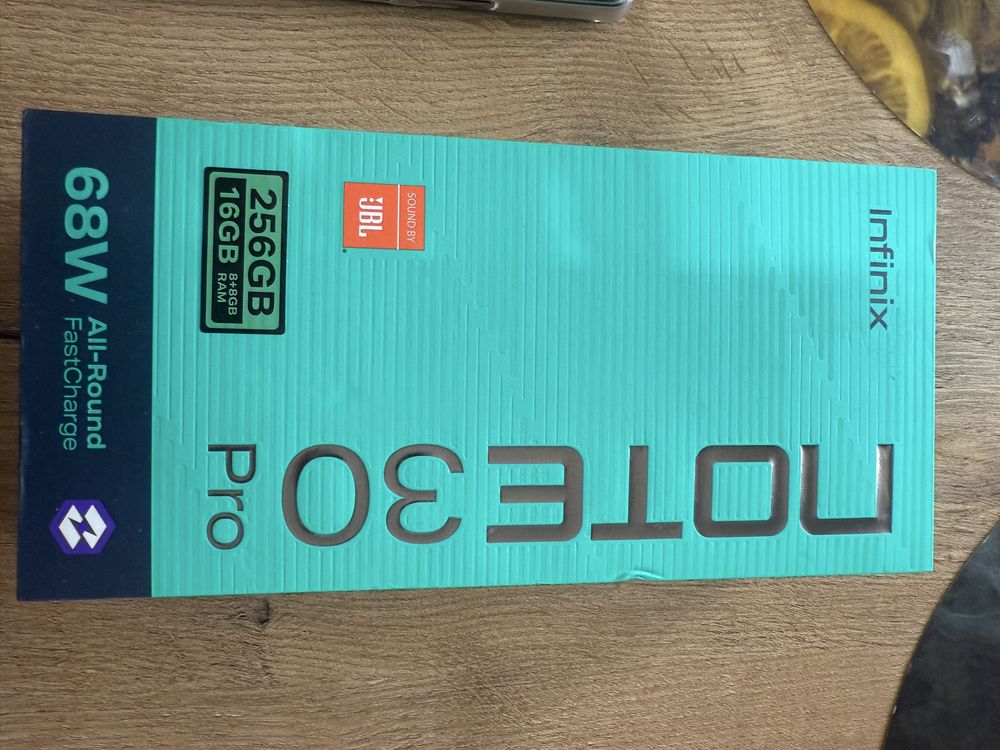 Infinix
NOTE 30
Pro
SOUND BY
JBL
256GB
16GB 8+8GB RAM
68W All-Round
FastCharge